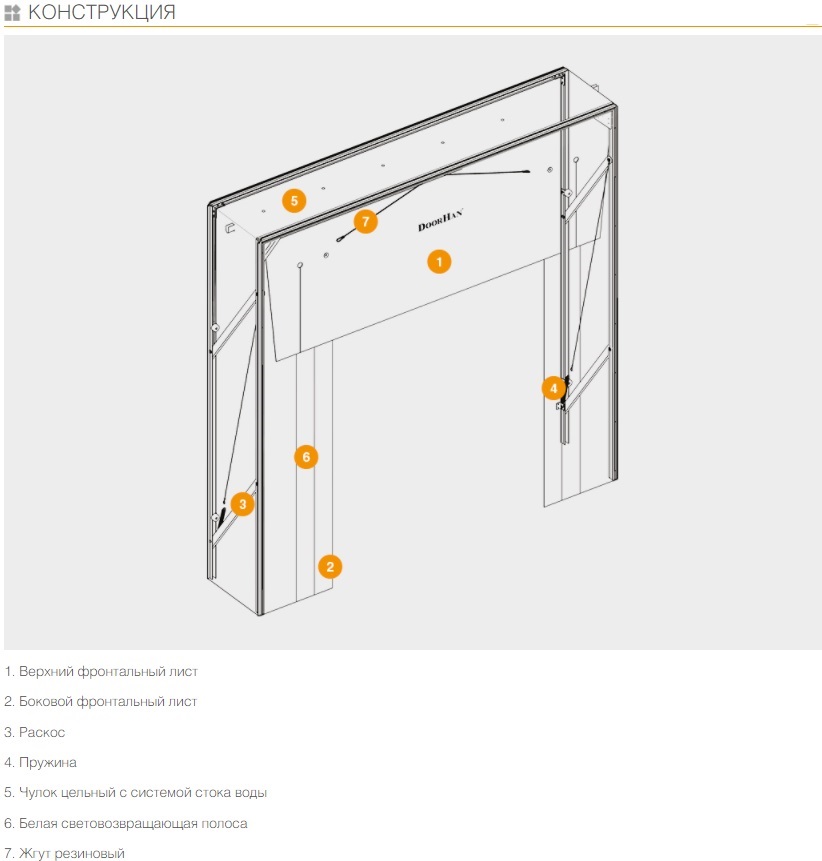 КОНСТРУКЦИЯ
5
7
DOORHAN
1
4
6
3
2
1. Верхний фронтальный лист
2. Боковой фронтальный лист
3. Раскос
4. Пружина
5. Чулок цельный с системой стока воды
6. Белая световозвращающая полоса
7. Жгут резиновый